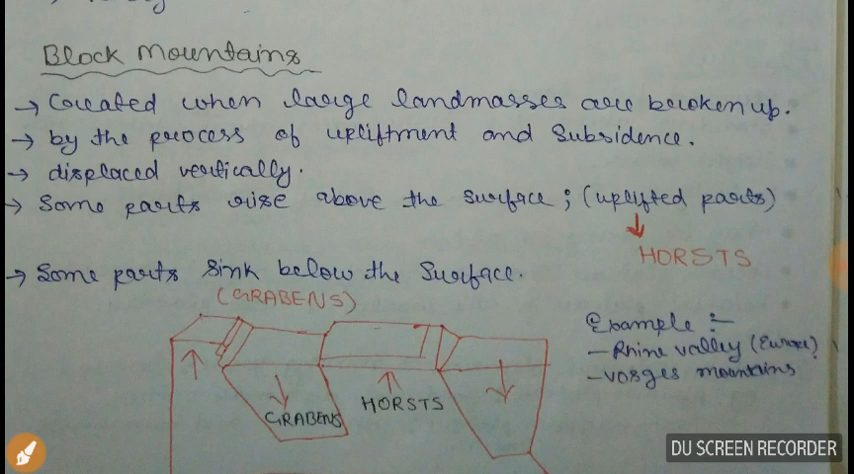 Block Mountains
→ Created when large landmasses are broken up.
→ by the process of upliftment and Subsidence.
→ displaced vertically.
→ Some parts rise above the surface; (uplifted parts)
HORSTS
→ Some parts sink below the Surface.
(GRABENS)
Example :-
- Rhine valley (Europe)
- Vosges mountains
GRABENS
HORSTS
DU SCREEN RECORDER